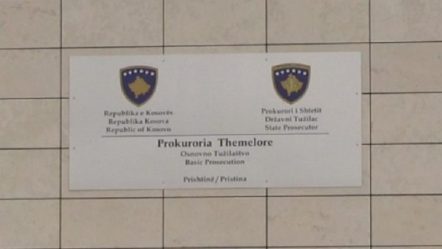 Republika e Kosovës
Republika Kosova
Republic of Kosovo
Prokurori i Shtetit
Državni Tužilac
State Prosecutor
Prokuroria Themelore
Osnovno Tužilaštvo
Basic Prosecution
Prishtinë / Pristina